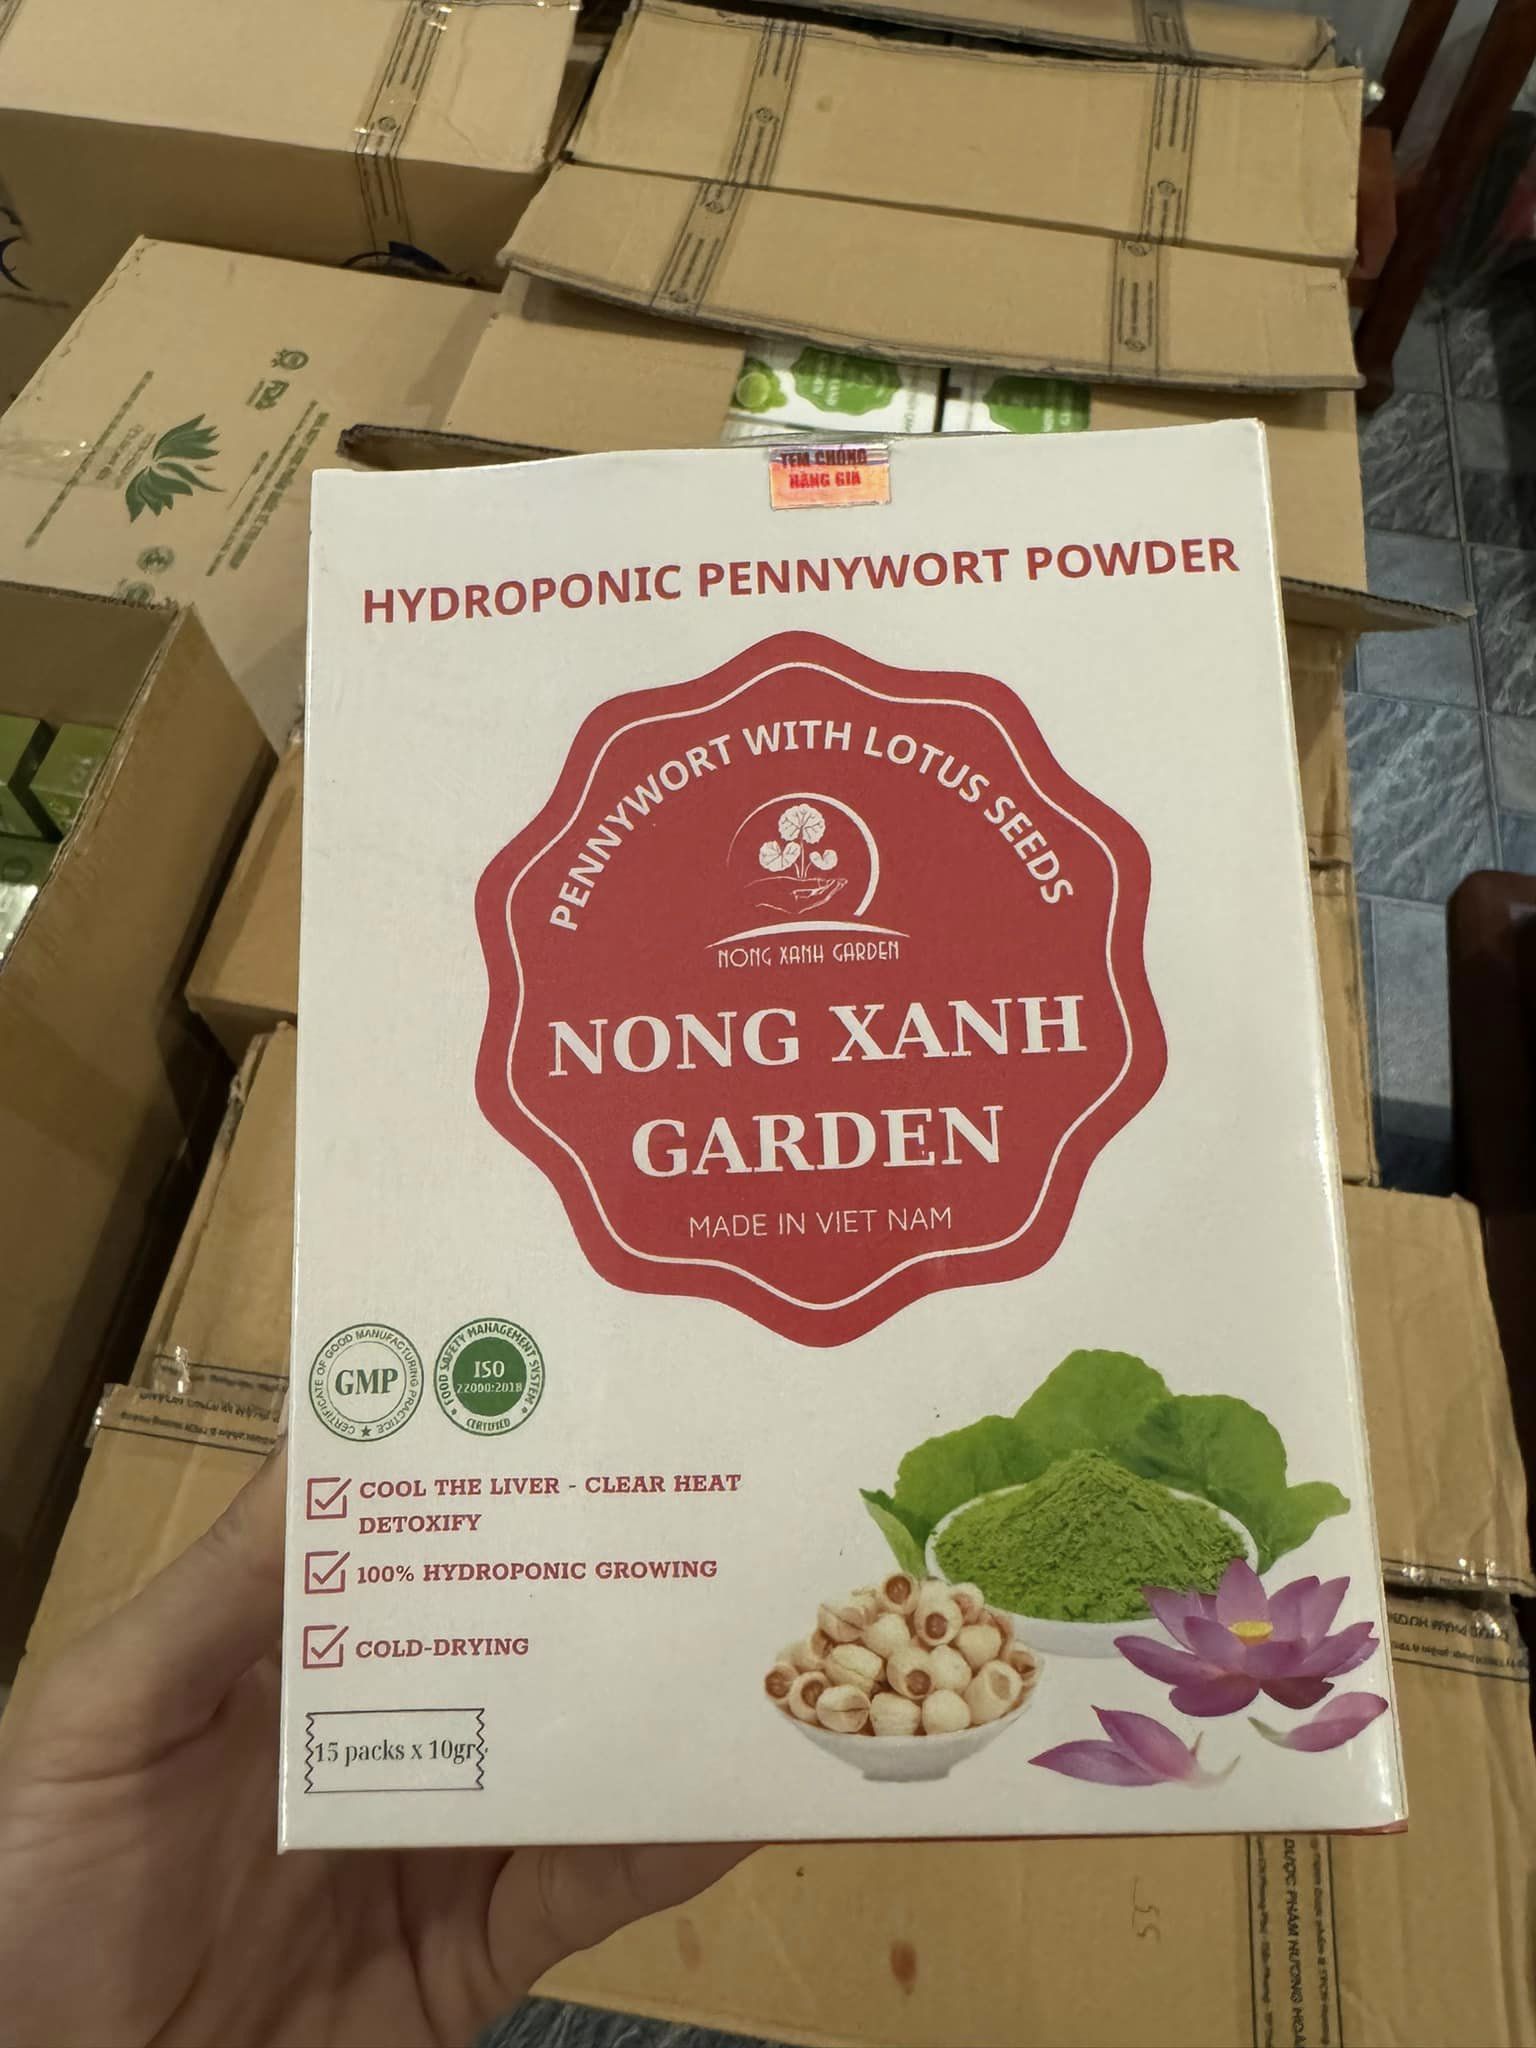 TEM CHỐNG
HÀNG GIẢ
HYDROPONIC PENNYWORT POWDER
PENNYWORT WITH LOTUS SEEDS
NONG XANH GARDEN
NONG XANH
GARDEN
MADE IN VIET NAM
CERTIFICATE OF GOOD MANUFACTURING PRACTICE
GMP
FOOD SAFETY MANAGEMENT SYSTEM
ISO
22000:2018
CERTIFIED
COOL THE LIVER - CLEAR HEAT
DETOXIFY
100% HYDROPONIC GROWING
COLD-DRYING
15 packs x 10gr